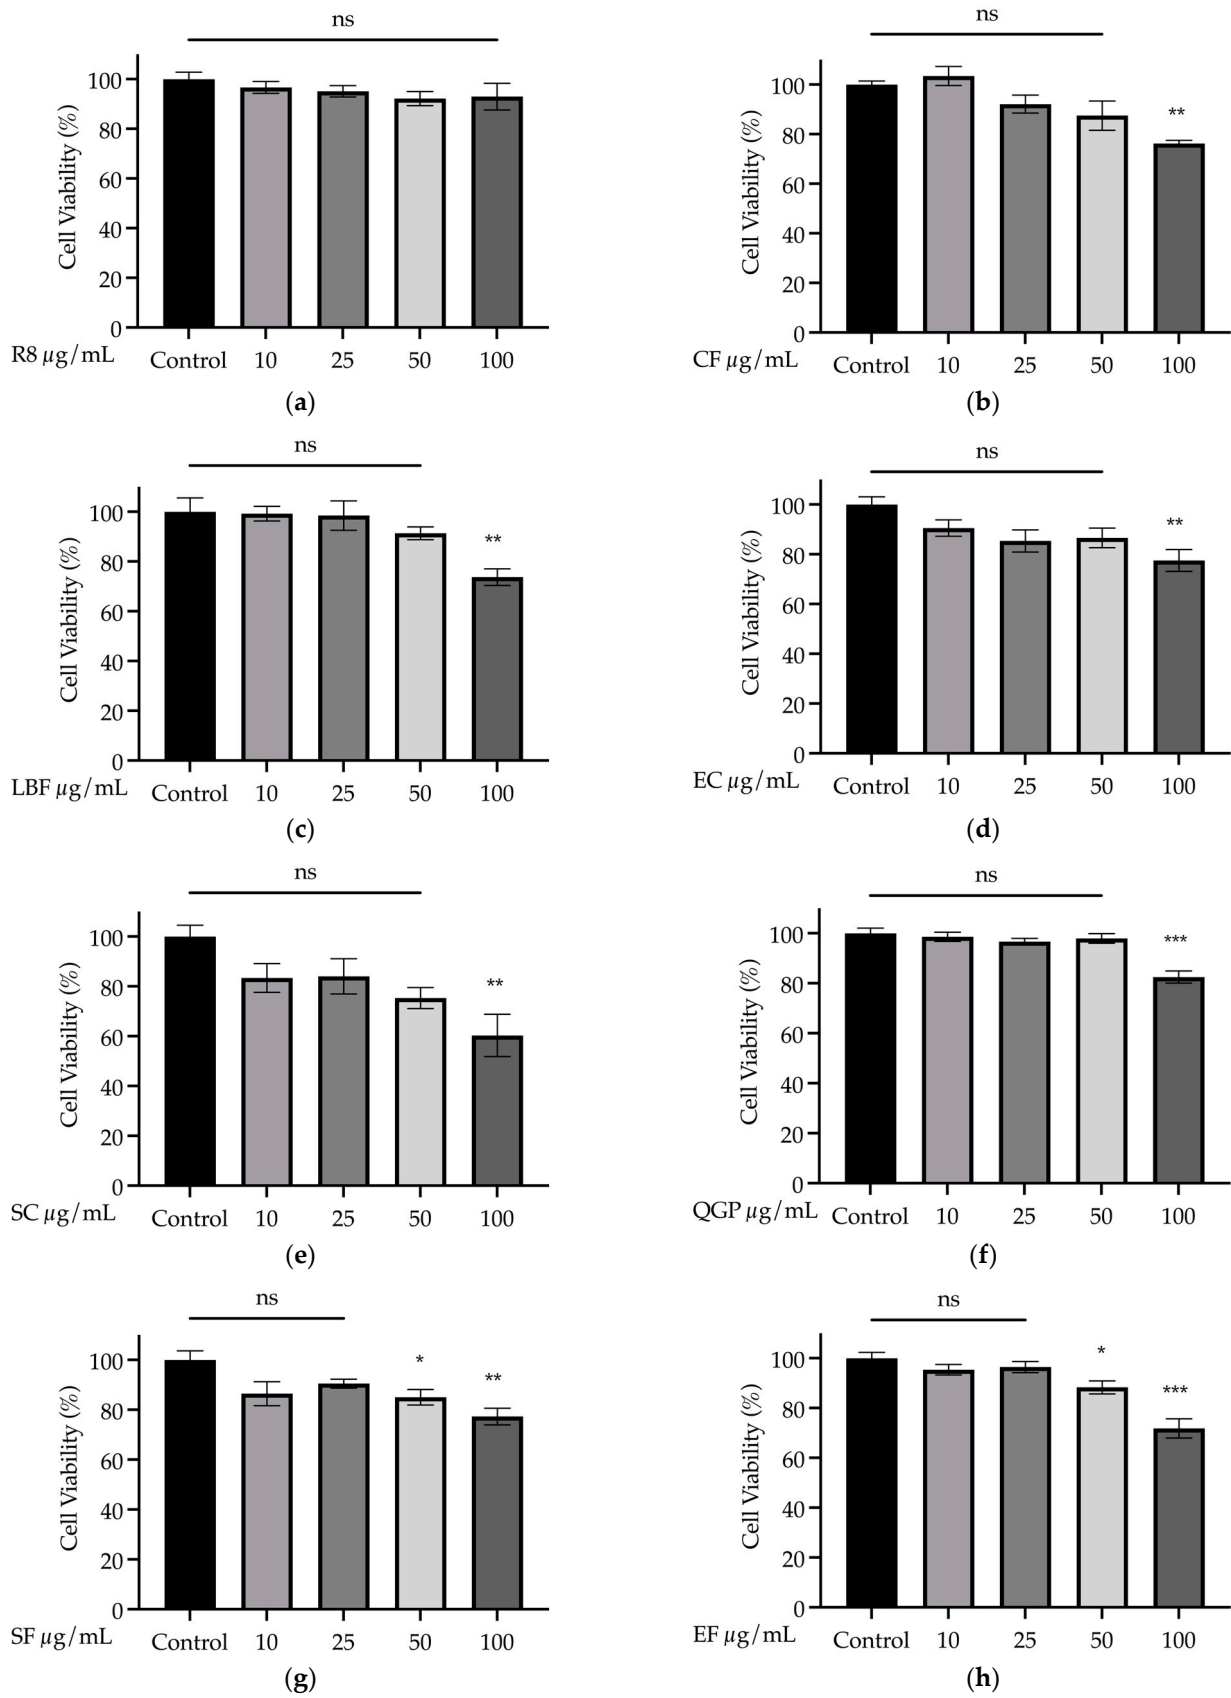 ns
Cell Viability (%)
100
80
60
40
20
0
R8 µg/mL Control 10 25 50 100
(a)
ns
Cell Viability (%)
100
80
60
40
20
0
**
CF µg/mL Control 10 25 50 100
(b)
ns
Cell Viability (%)
100
80
60
40
20
0
**
LBF µg/mL Control 10 25 50 100
(c)
ns
Cell Viability (%)
100
80
60
40
20
0
**
EC µg/mL Control 10 25 50 100
(d)
ns
Cell Viability (%)
100
80
60
40
20
0
**
SC µg/mL Control 10 25 50 100
(e)
ns
Cell Viability (%)
100
80
60
40
20
0
***
QGP µg/mL Control 10 25 50 100
(f)
ns
Cell Viability (%)
100
80
60
40
20
0
*
**
SF µg/mL Control 10 25 50 100
(g)
ns
Cell Viability (%)
100
80
60
40
20
0
*
***
EF µg/mL Control 10 25 50 100
(h)